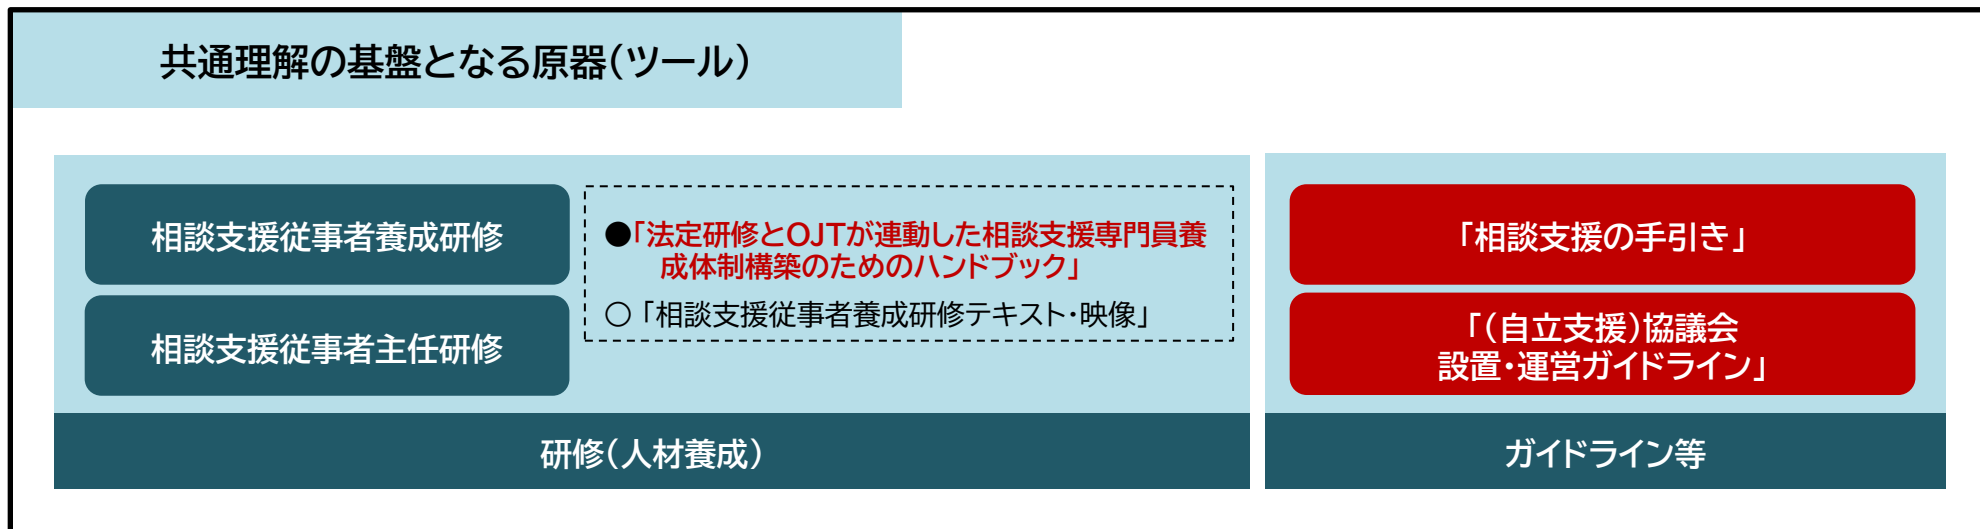 共通理解の基盤となる原器(ツール)
相談支援従事者養成研修
相談支援従事者主任研修
●「法定研修とOJTが連動した相談支援専門員養
成体制構築のためのハンドブック」
○「相談支援従事者養成研修テキスト・映像」
研修(人材養成)
「相談支援の手引き」
「(自立支援)協議会
設置・運営ガイドライン」
ガイドライン等